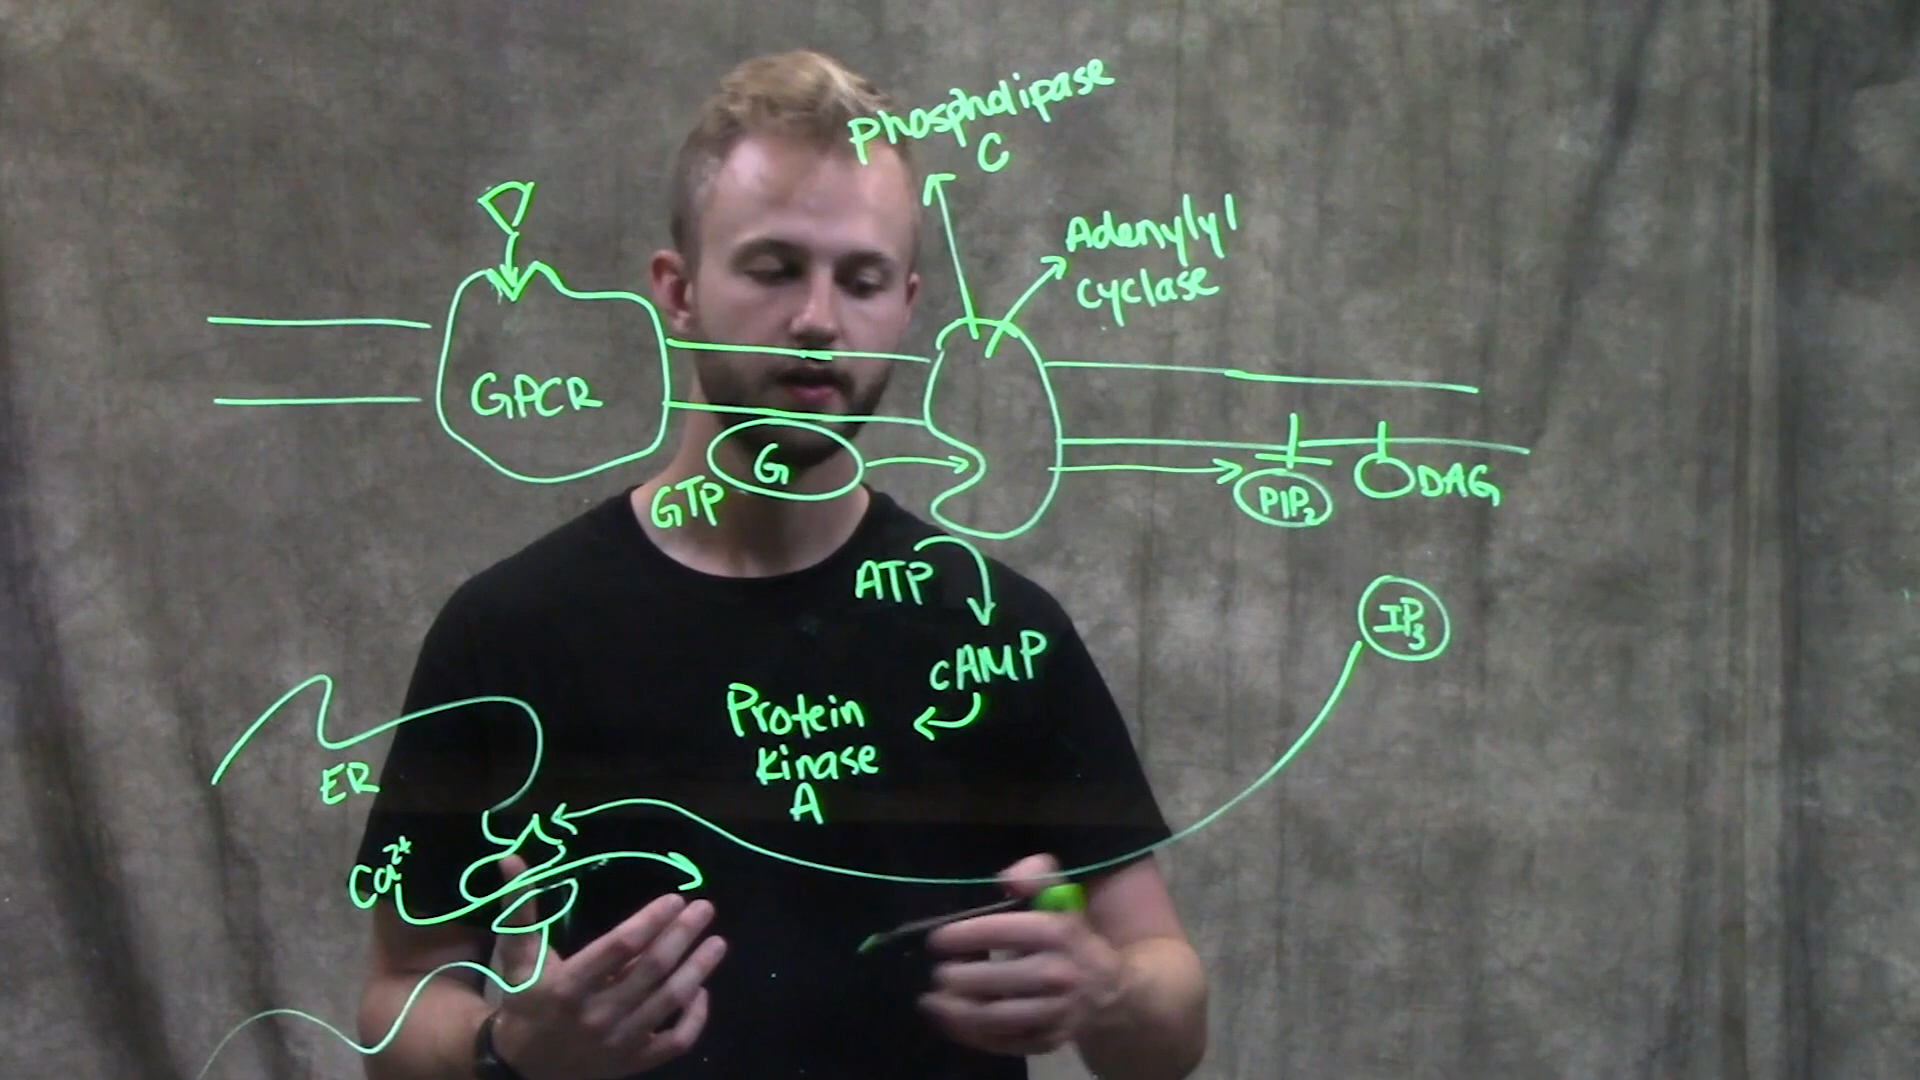 Phospholipase
C
Adenylyl
cyclase
GPCR
G
GTP
PIP₂
DAG
ATP
cAMP
IP₃
Protein
kinase
A
ER
Ca²⁺